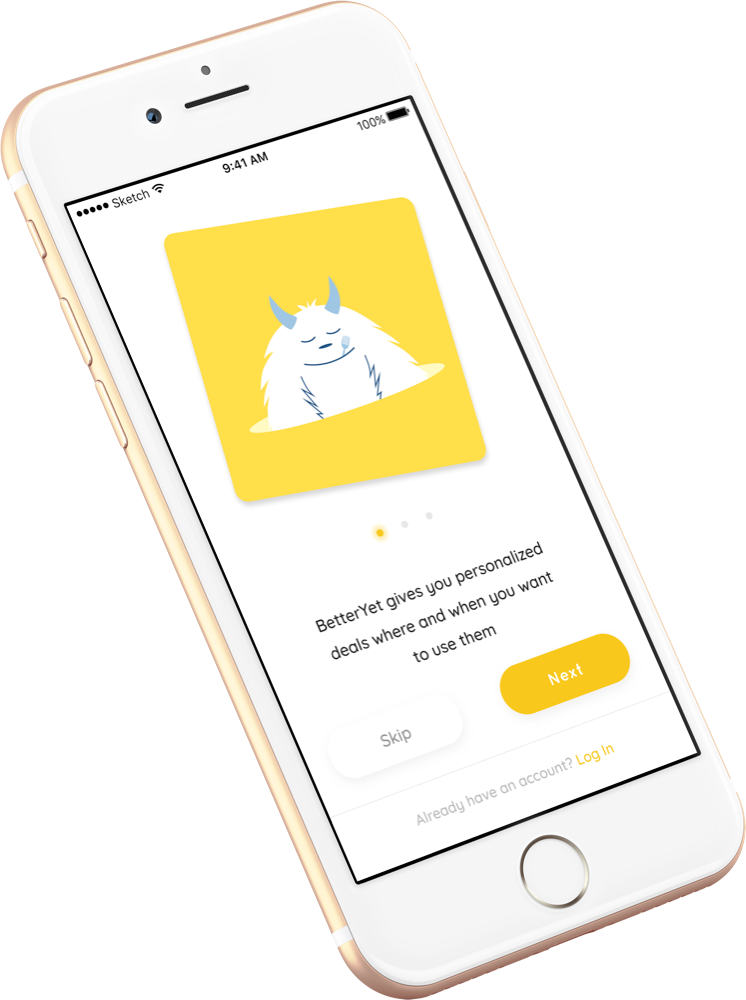 Sketch 9:41 AM 100%
BetterYet gives you personalized
deals where and when you want
to use them
Skip Next
Already have an account? Log In